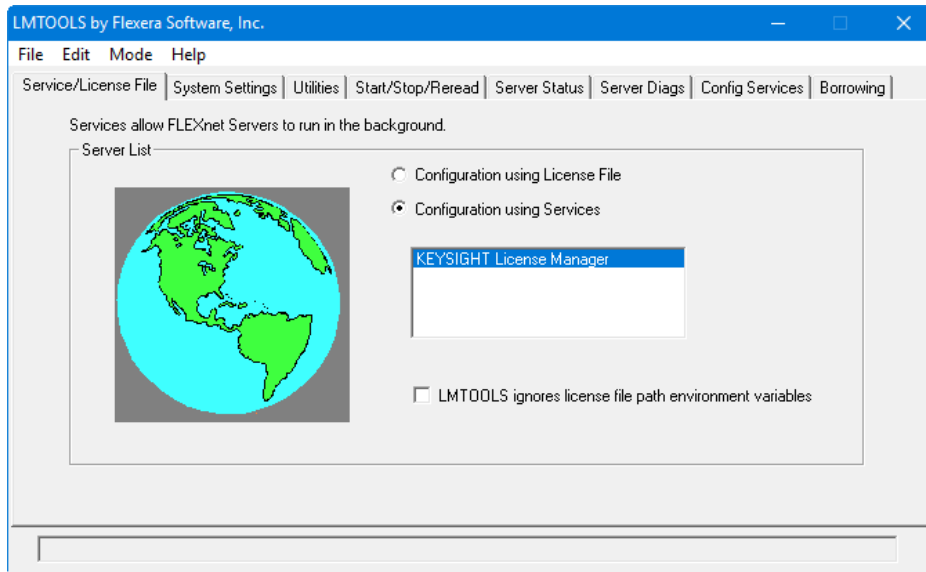 LMTOOLS by Flexera Software, Inc.
File Edit Mode Help
Service/License File System Settings Utilities Start/Stop/Reread Server Status Server Diags Config Services Borrowing
Services allow FLEXnet Servers to run in the background.
Server List
Configuration using License File
Configuration using Services
KEYSIGHT License Manager
LMTOOLS ignores license file path environment variables